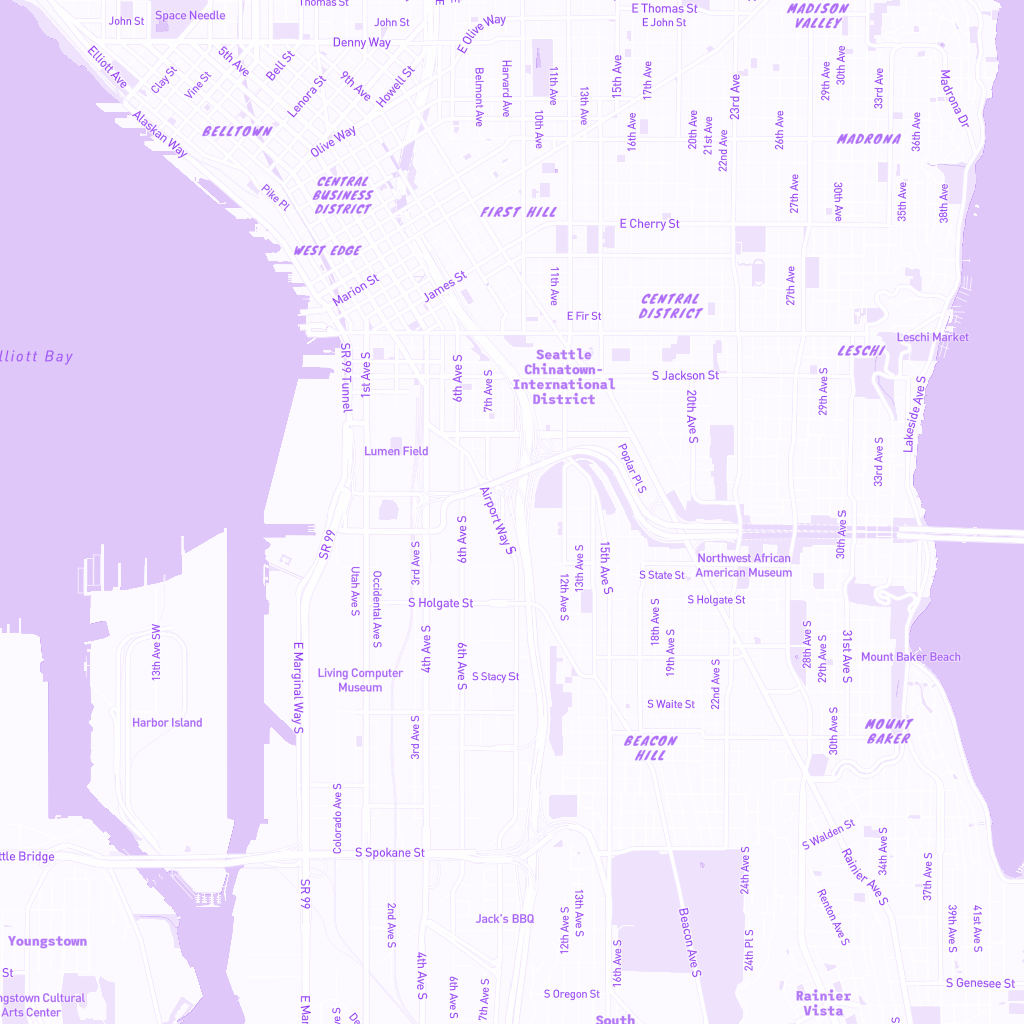 Thomas St
John St
Space Needle
John St
Denny Way
E Olive Way
E Thomas St
E John St
MADISON
VALLEY
Elliott Ave
Clay St
Vine St
5th Ave
Bell St
Lenora St
9th Ave
Howell St
Belmont Ave
Harvard Ave
11th Ave
10th Ave
13th Ave
15th Ave
17th Ave
16th Ave
23rd Ave
20th Ave
21st Ave
22nd Ave
26th Ave
29th Ave
30th Ave
33rd Ave
36th Ave
Madrona Dr
Alaskan Way
BELLTOWN
Olive Way
MADRONA
Pike Pl
CENTRAL
BUSINESS
DISTRICT
FIRST HILL
E Cherry St
27th Ave
30th Ave
35th Ave
38th Ave
WEST EDGE
Marion St
James St
11th Ave
E Fir St
CENTRAL
DISTRICT
27th Ave
LESCHI
Leschi Market
lliott Bay
SR 99 Tunnel
1st Ave S
6th Ave S
7th Ave S
Seattle
Chinatown-
International
District
S Jackson St
20th Ave S
29th Ave S
Lakeside Ave S
33rd Ave S
Lumen Field
Poplar Pl S
Airport Way S
SR 99
3rd Ave S
6th Ave S
Utah Ave S
Occidental Ave S
S Holgate St
12th Ave S
13th Ave S
15th Ave S
S State St
Northwest African
American Museum
S Holgate St
30th Ave S
18th Ave S
19th Ave S
28th Ave S
29th Ave S
31st Ave S
Mount Baker Beach
13th Ave SW
Harbor Island
E Marginal Way S
Living Computer
Museum
4th Ave S
6th Ave S
S Stacy St
3rd Ave S
22nd Ave S
S Waite St
BEACON
HILL
30th Ave S
MOUNT
BAKER
Colorado Ave S
S Spokane St
ttle Bridge
SR 99
2nd Ave S
4th Ave S
Jack's BBQ
12th Ave S
13th Ave S
16th Ave S
Beacon Ave S
24th Ave S
24th Pl S
S Walden St
Rainier Ave S
Renton Ave S
34th Ave S
37th Ave S
39th Ave S
41st Ave S
S Genesee St
Youngstown
St
ngstown Cultural
Arts Center
E Mar
6th Ave S
7th Ave S
S Oregon St
South
Rainier
Vista